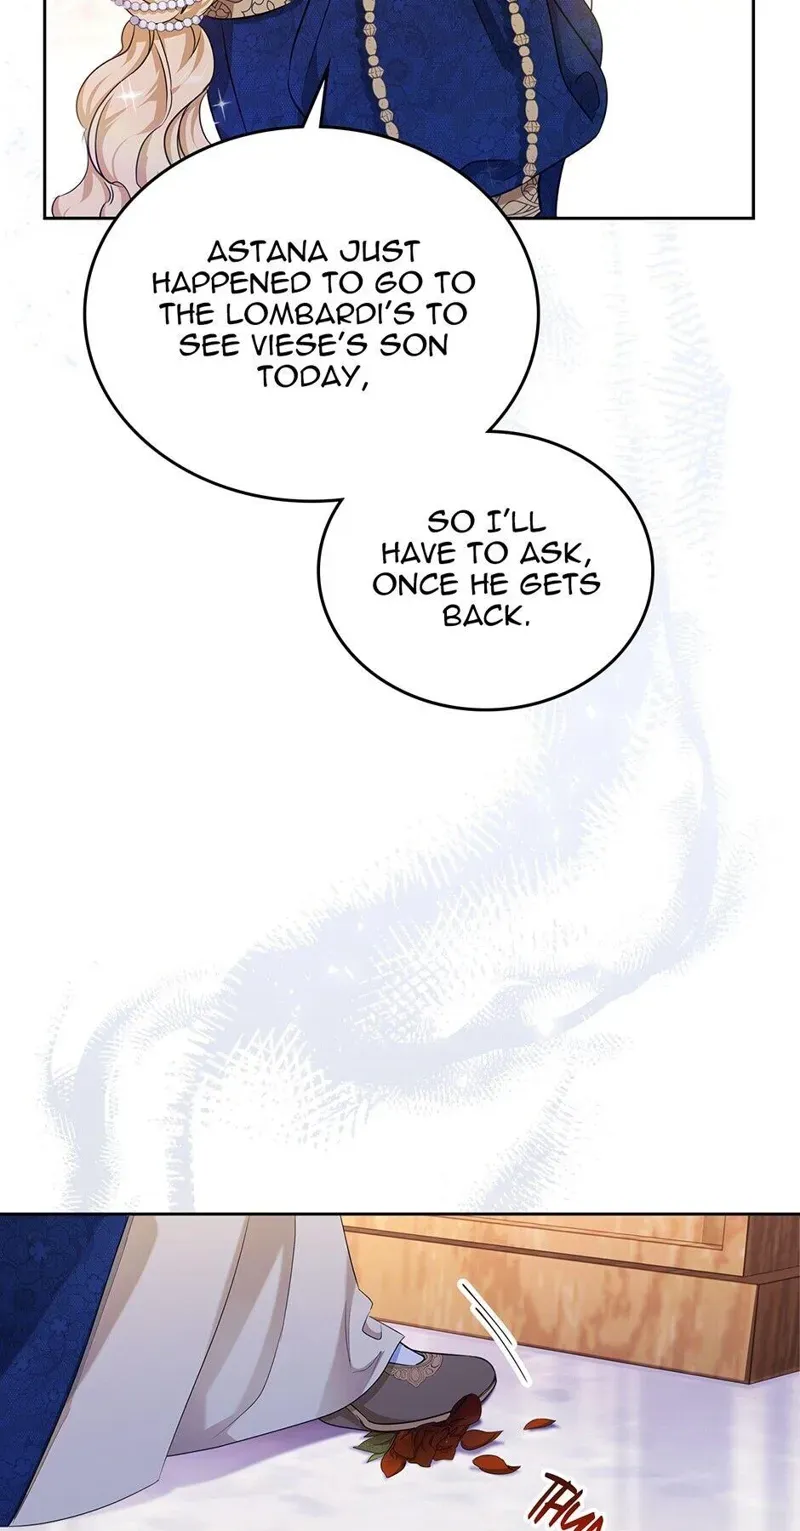 ASTANA JUST
HAPPENED TO GO TO
THE LOMBARDI'S TO
SEE VIESE'S SON
TODAY,
SO I'LL
HAVE TO ASK,
ONCE HE GETS
BACK.